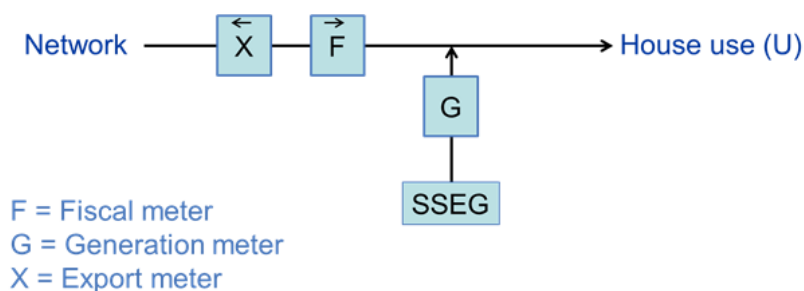 Network
X
F
House use (U)
G
SSEG
F = Fiscal meter
G = Generation meter
X = Export meter